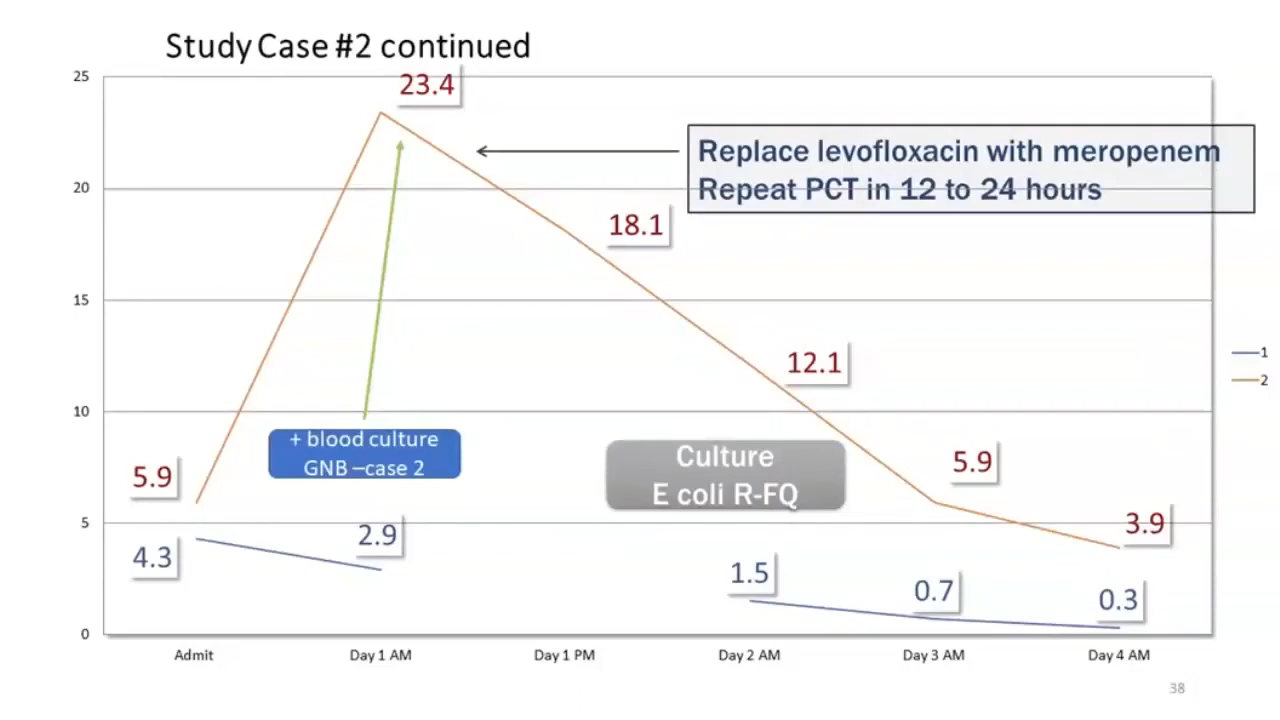 Study Case #2 continued
25
23.4
Replace levofloxacin with meropenem
Repeat PCT in 12 to 24 hours
20
18.1
15
1
12.1
2
10
+ blood culture
GNB –case 2
Culture
E coli R-FQ
5.9
5.9
5
3.9
2.9
4.3
1.5
0.7
0.3
0
Admit
Day 1 AM
Day 1 PM
Day 2 AM
Day 3 AM
Day 4 AM
38